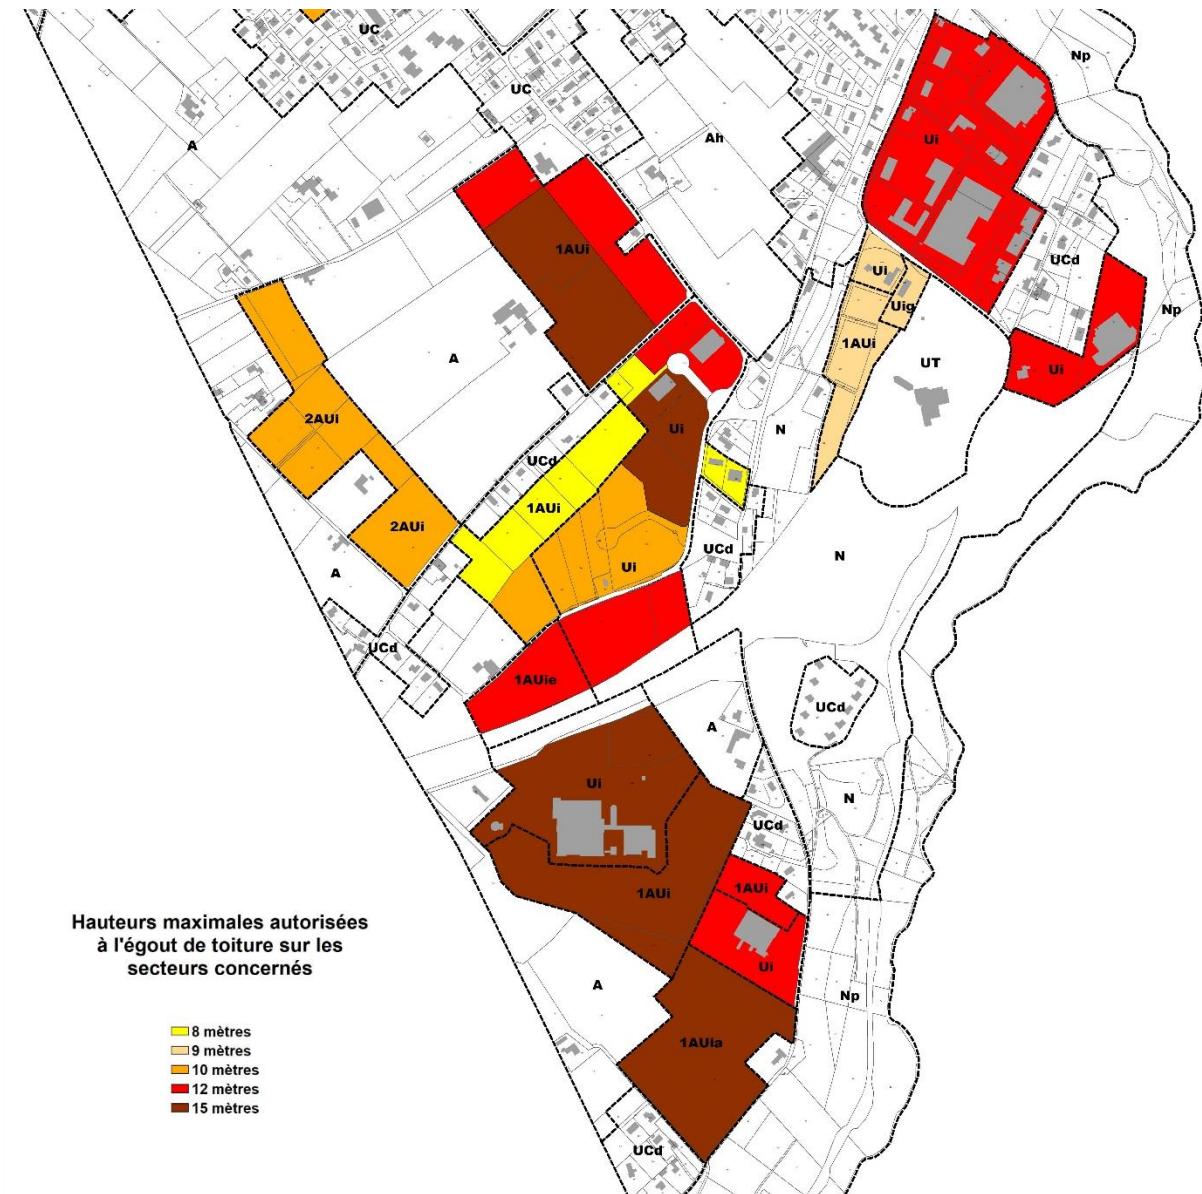 UC
Np
UC
A
Ah
Ui
UCd
1AUi
Ui
Np
Uig
1AUi
UT
A
Ui
2AUi
Ui
N
UCd
1AUi
2AUi
UCd
N
A
Ui
UCd
1AUie
UCd
A
Ui
N
UCd
1AUi
1AUi
Hauteurs maximales autorisées
à l'égout de toiture sur les
secteurs concernés
Ui
A
Np
8 mètres
1AUia
9 mètres
10 mètres
12 mètres
15 mètres
UCd